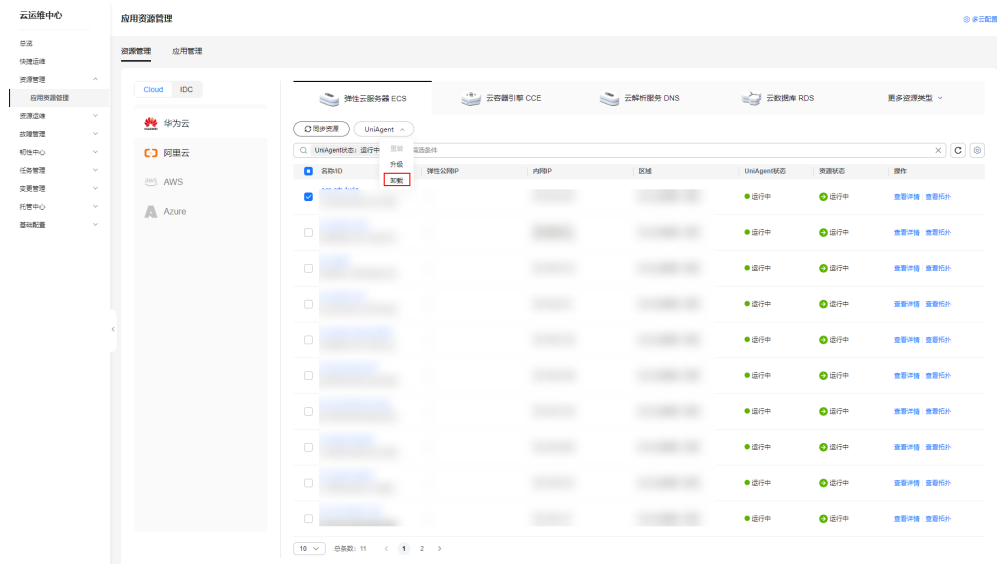 云运维中心
应用资源管理
多云配置
总览
快捷运维
资源管理
应用资源管理
资源运维
故障管理
韧性中心
任务管理
变更管理
托管中心
基础配置
资源管理 应用管理
Cloud IDC
华为云
阿里云
aws AWS
Azure
弹性云服务器 ECS 云容器引擎 CCE 云解析服务 DNS 云数据库 RDS 更多资源类型
同步资源 UniAgent
UniAgent状态: 运行中 选条件
重装
升级
卸载
名称/ID 弹性公网IP 内网IP 区域 UniAgent状态 资源状态 操作
运行中 运行中 查看详情 查看拓扑
运行中 运行中 查看详情 查看拓扑
运行中 运行中 查看详情 查看拓扑
运行中 运行中 查看详情 查看拓扑
运行中 运行中 查看详情 查看拓扑
运行中 运行中 查看详情 查看拓扑
运行中 运行中 查看详情 查看拓扑
运行中 运行中 查看详情 查看拓扑
运行中 运行中 查看详情 查看拓扑
运行中 运行中 查看详情 查看拓扑
10 总条数: 11 1 2